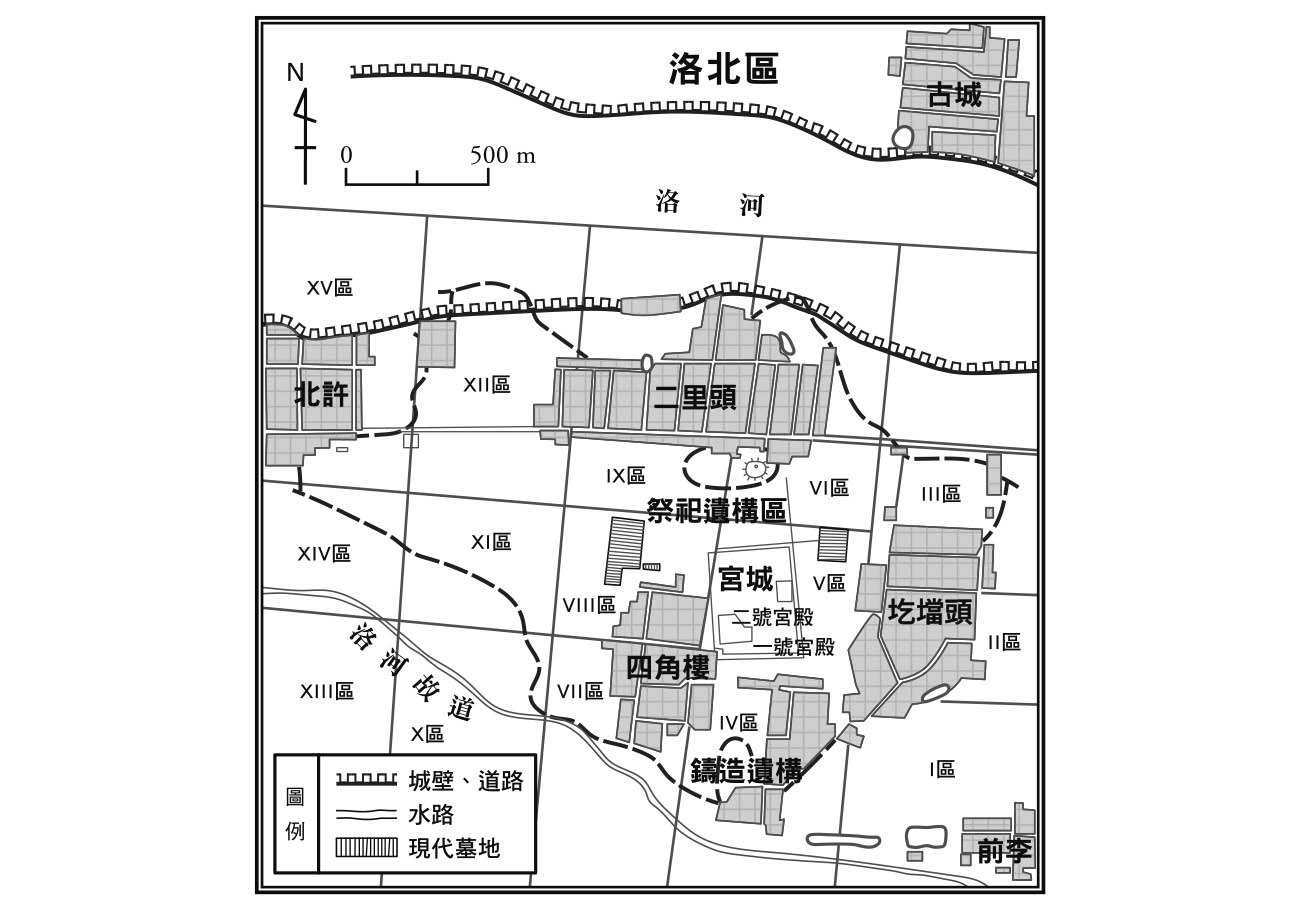 洛北區
N
古城
0 500 m
洛河
XV區
XII區
北許
二里頭
IX區
VI區
III區
祭祀遺構區
XIV區
XI區
宮城
V區
VIII區
二號宮殿
圪壋頭
一號宮殿
II區
洛河故道
四角樓
XIII區
VII區
X區
IV區
鑄造遺構
I區
前李
圖例
城壁、道路
水路
現代墓地